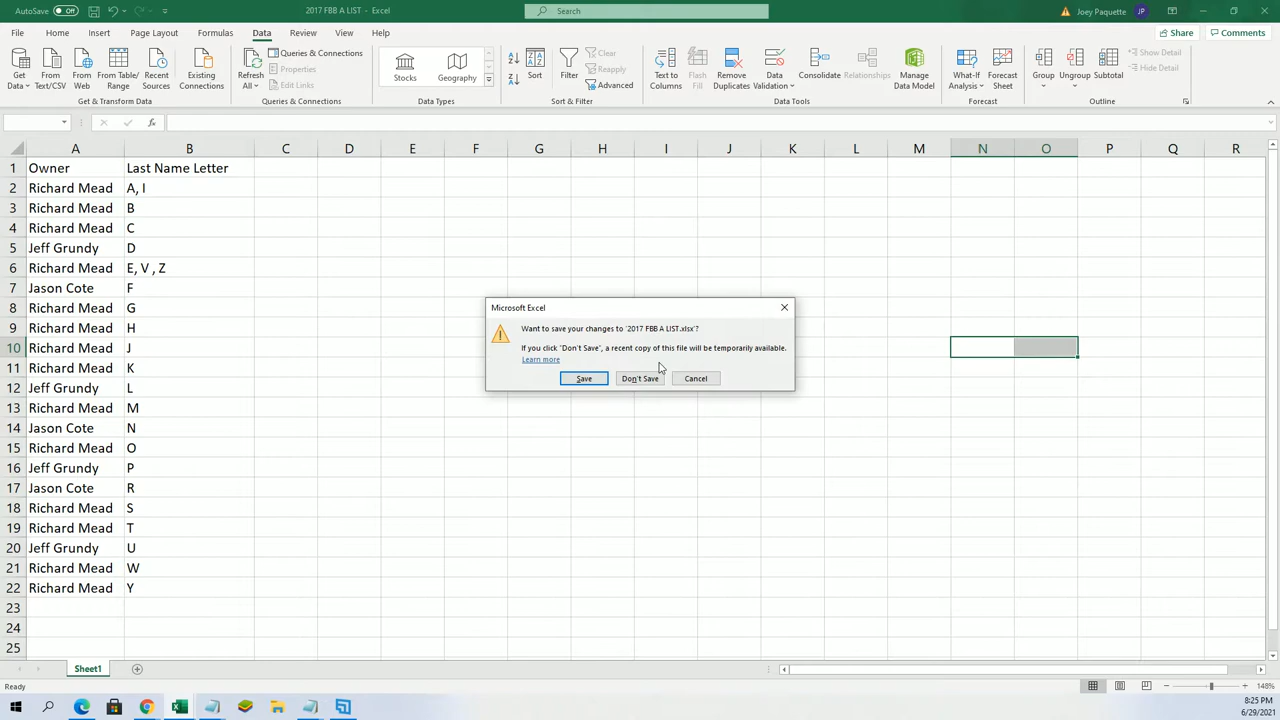 AutoSave Off
2017 FBB A LIST - Excel
Search
Joey Paquette JP
File Home Insert Page Layout Formulas Data Review View Help
Share Comments
Get Data
From Text/CSV
From Web
From Table/ Range
Recent Sources
Existing Connections
Get & Transform Data
Refresh All
Queries & Connections
Properties
Edit Links
Queries & Connections
Stocks
Geography
Data Types
Sort
Filter
Clear
Reapply
Advanced
Sort & Filter
Text to Columns
Flash Fill
Remove Duplicates
Data Validation
Consolidate
Relationships
Manage Data Model
Data Tools
What-If Analysis
Forecast Sheet
Forecast
Group
Ungroup
Subtotal
Show Detail
Hide Detail
Outline
fx
A B C D E F G H I J K L M N O P Q R
1 Owner Last Name Letter
2 Richard Mead A, I
3 Richard Mead B
4 Richard Mead C
5 Jeff Grundy D
6 Richard Mead E, V , Z
7 Jason Cote F
8 Richard Mead G
9 Richard Mead H
10 Richard Mead J
11 Richard Mead K
12 Jeff Grundy L
13 Richard Mead M
14 Jason Cote N
15 Richard Mead O
16 Jeff Grundy P
17 Jason Cote R
18 Richard Mead S
19 Richard Mead T
20 Jeff Grundy U
21 Richard Mead W
22 Richard Mead Y
23
24
25
Microsoft Excel
Want to save your changes to '2017 FBB A LIST.xlsx'?
If you click "Don't Save", a recent copy of this file will be temporarily available.
Learn more
Save Don't Save Cancel
Sheet1
Ready
148%
8:25 PM
6/29/2021